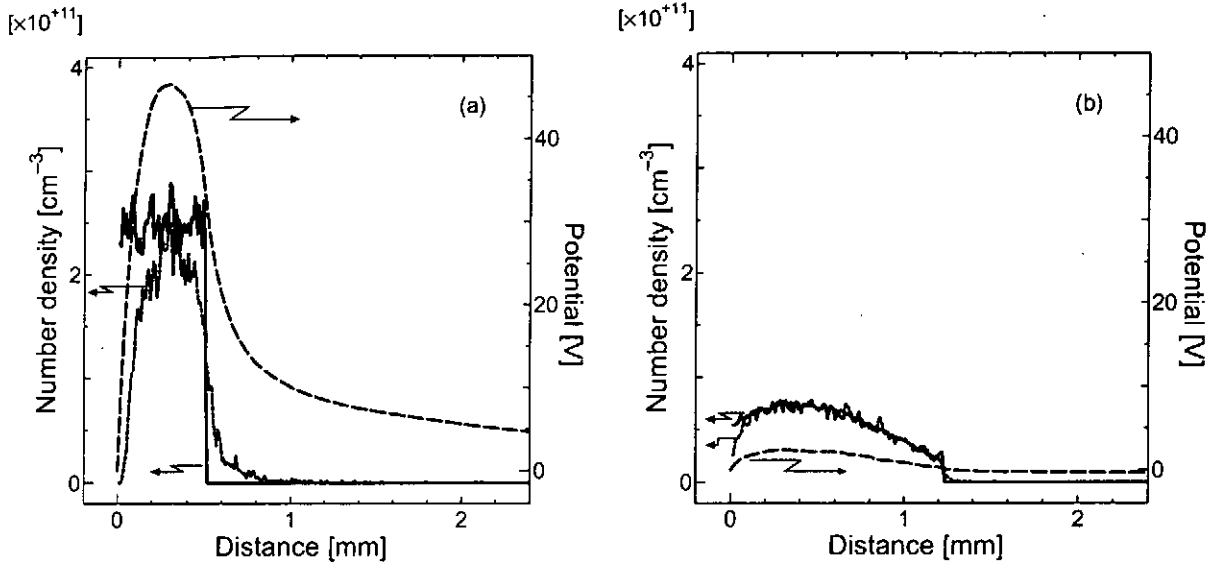 [×10⁺¹¹]
(a)
4
2
0
40
20
0
Number density [cm⁻³]
Potential [V]
0
1
2
Distance [mm]
[×10⁺¹¹]
(b)
4
2
0
40
20
0
Number density [cm⁻³]
Potential [V]
0
1
2
Distance [mm]